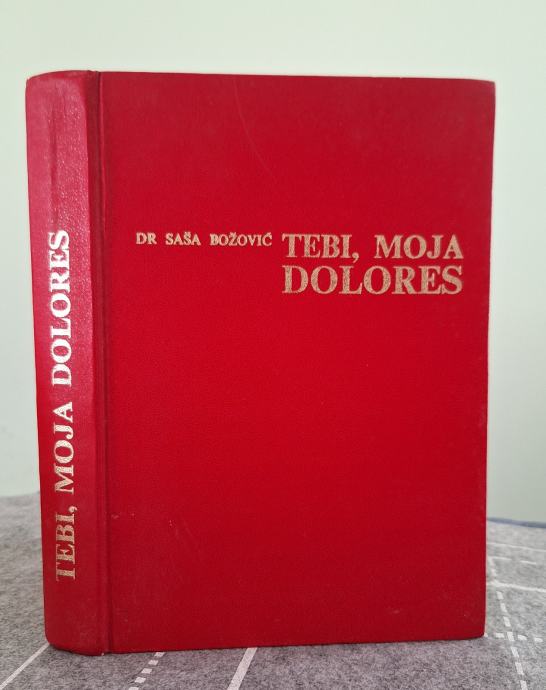 TEBI, MOJA DOLORES
DR SAŠA BOŽOVIĆ TEBI, MOJA
DOLORES